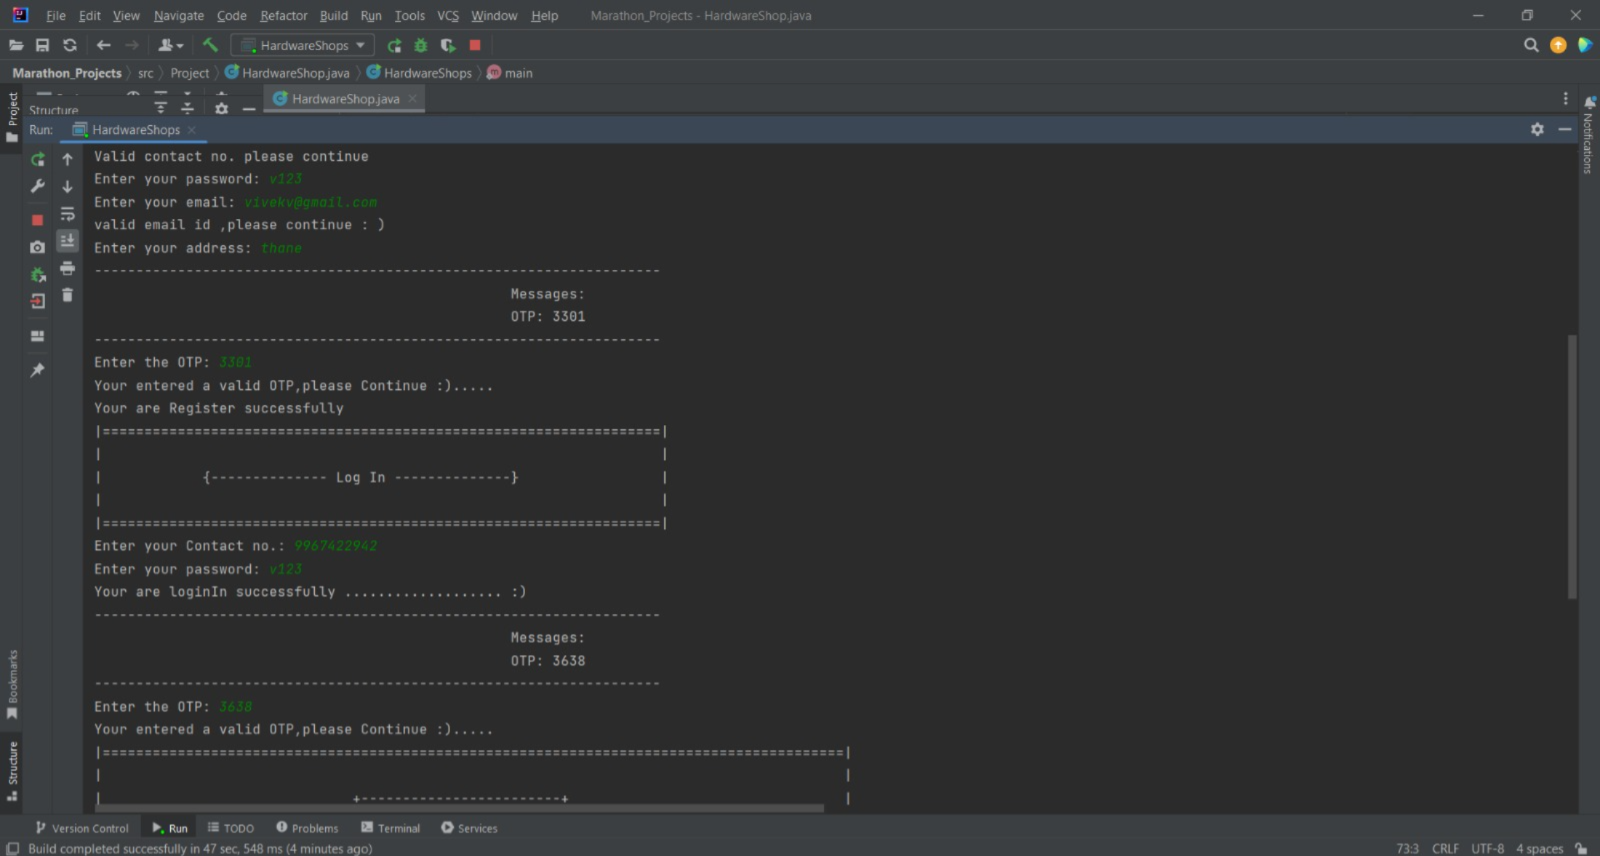 File Edit View Navigate Code Refactor Build Run Tools VCS Window Help Marathon_Projects - HardwareShop.java
HardwareShops
Marathon_Projects src Project HardwareShop.java HardwareShops main
Project
Structure
HardwareShop.java
Notifications
Run: HardwareShops
Valid contact no. please continue
Enter your password: v123
Enter your email: vivekv@gmail.com
valid email id ,please continue : )
Enter your address: thane
--------------------------------------------------------------------
Messages:
OTP: 3301
--------------------------------------------------------------------
Enter the OTP: 3301
Your entered a valid OTP,please Continue :).....
Your are Register successfully
|===================================================================|
| |
| {-------------- Log In --------------} |
| |
|===================================================================|
Enter your Contact no.: 9967422942
Enter your password: v123
Your are loginIn successfully ................... :)
--------------------------------------------------------------------
Messages:
OTP: 3638
--------------------------------------------------------------------
Enter the OTP: 3638
Your entered a valid OTP,please Continue :).....
|=========================================================================================|
| |
| +------------------------+ |
Bookmarks
Structure
Version Control Run TODO Problems Terminal Services
Build completed successfully in 47 sec, 548 ms (4 minutes ago) 73:3 CRLF UTF-8 4 spaces